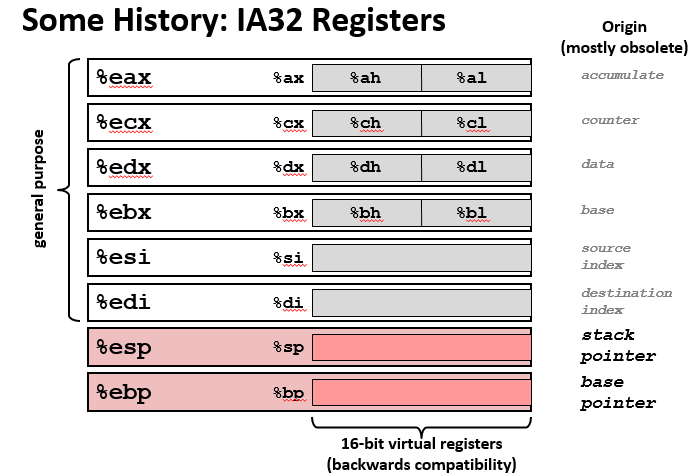 Some History: IA32 Registers
Origin
(mostly obsolete)
%eax %ax %ah %al accumulate
%ecx %cx %ch %cl counter
%edx %dx %dh %dl data
%ebx %bx %bh %bl base
%esi %si source
index
%edi %di destination
index
%esp %sp stack
pointer
%ebp %bp base
pointer
general purpose
16-bit virtual registers
(backwards compatibility)